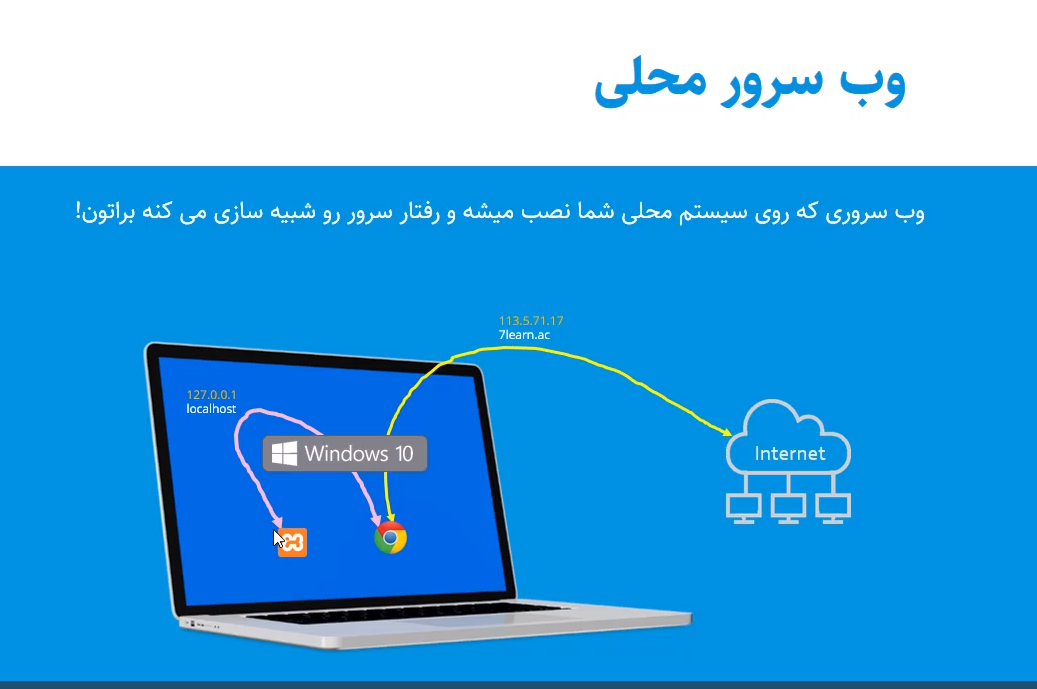 وب سرور محلی
وب سروری که روی سیستم محلی شما نصب میشه و رفتار سرور رو شبیه سازی می کنه براتون!
113.5.71.17
7learn.ac
127.0.0.1
localhost
Windows 10
Internet